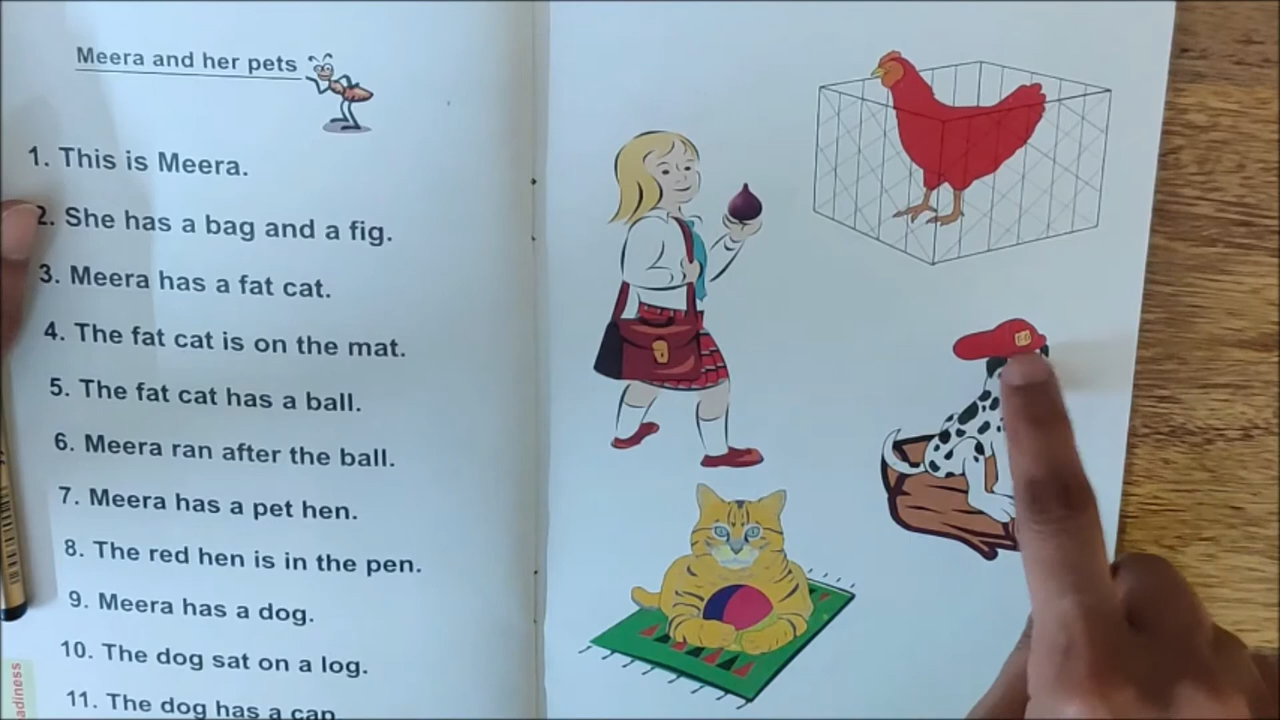 Meera and her pets
1. This is Meera.
2. She has a bag and a fig.
3. Meera has a fat cat.
4. The fat cat is on the mat.
5. The fat cat has a ball.
6. Meera ran after the ball.
7. Meera has a pet hen.
8. The red hen is in the pen.
9. Meera has a dog.
10. The dog sat on a log.
11. The dog has a cap
adiness